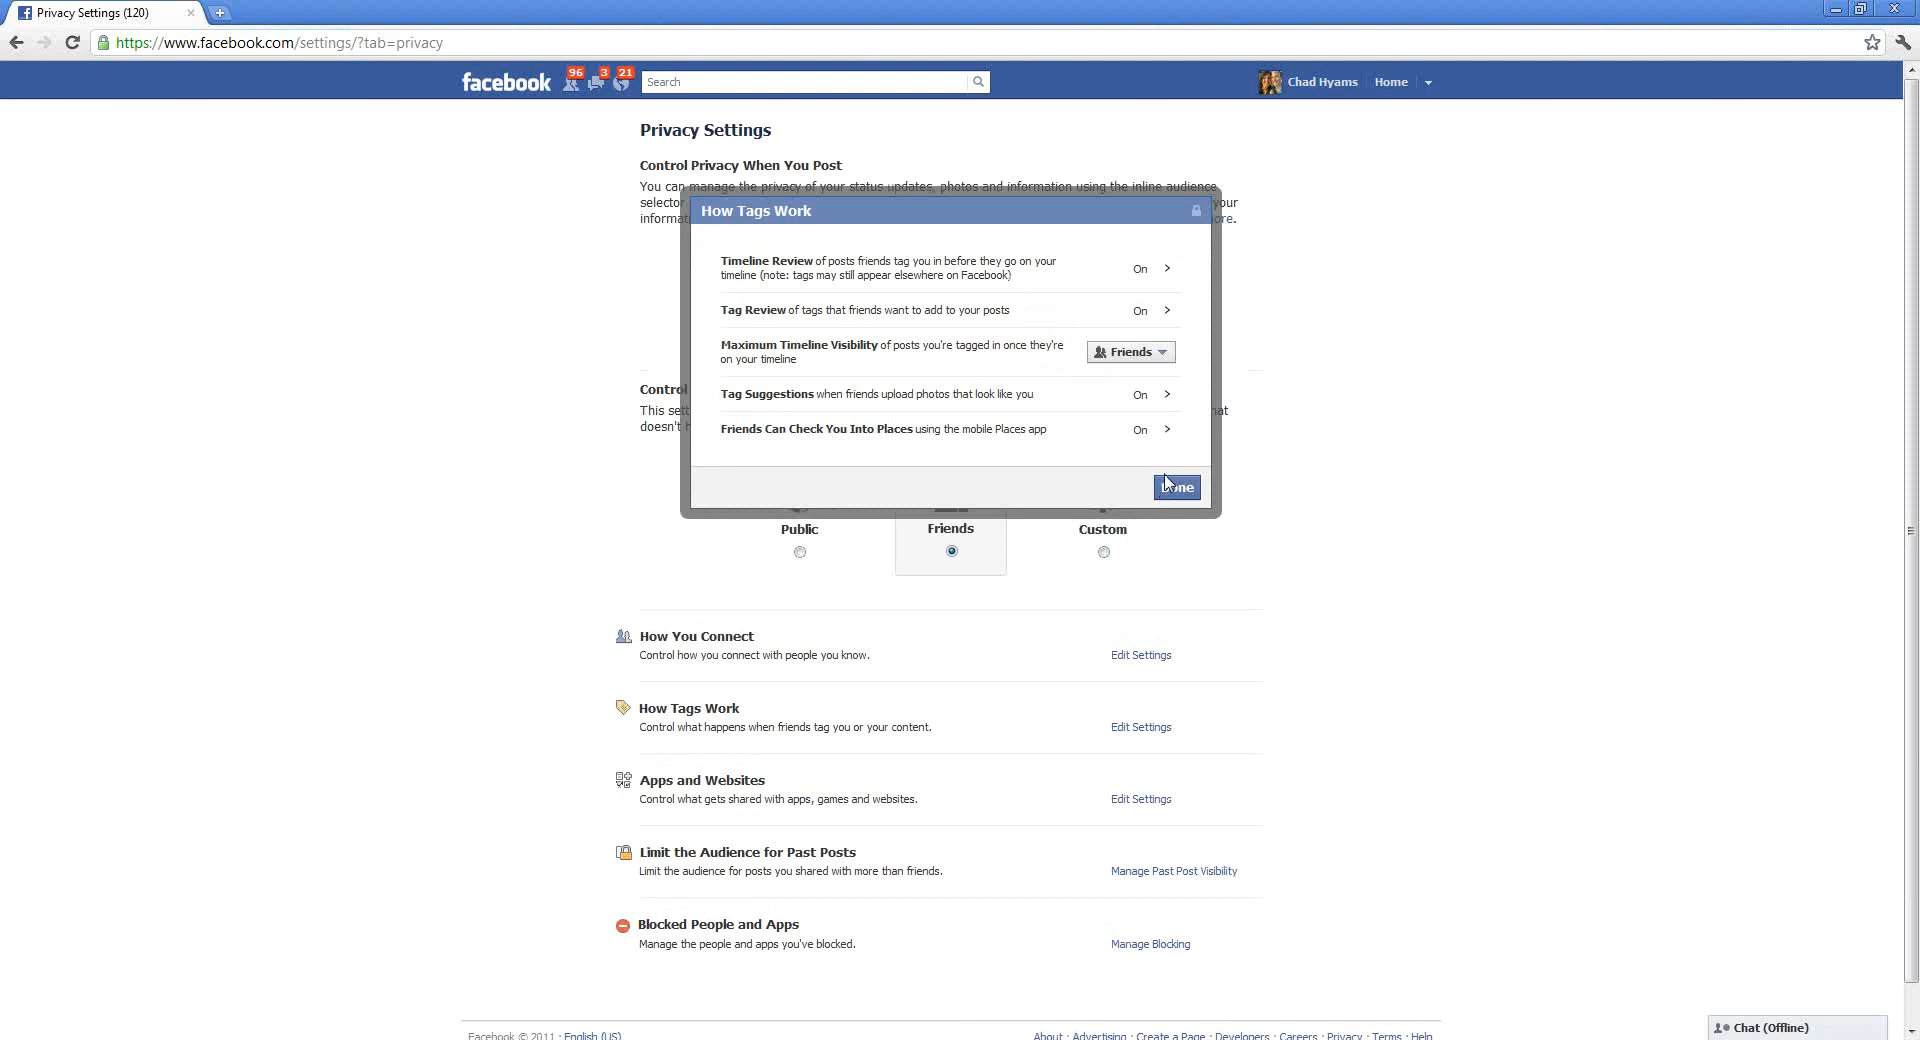 Privacy Settings (120)
https://www.facebook.com/settings/?tab=privacy
facebook 96 3 21 Search Chad Hyams Home
Privacy Settings
Control Privacy When You Post
You can manage the privacy of your status updates, photos and information using the inline audience
selector your
How Tags Work
Timeline Review of posts friends tag you in before they go on your
timeline (note: tags may still appear elsewhere on Facebook)
On
Tag Review of tags that friends want to add to your posts
On
Maximum Timeline Visibility of posts you're tagged in once they're
on your timeline
Friends
Control
This
doesn't
Tag Suggestions when friends upload photos that look like you
On
Friends Can Check You Into Places using the mobile Places app
On
Public
Friends
Custom
How You Connect
Control how you connect with people you know.
Edit Settings
How Tags Work
Control what happens when friends tag you or your content.
Edit Settings
Apps and Websites
Control what gets shared with apps, games and websites.
Edit Settings
Limit the Audience for Past Posts
Limit the audience for posts you shared with more than friends.
Manage Past Post Visibility
Blocked People and Apps
Manage the people and apps you've blocked.
Manage Blocking
Facebook © 2011 · English (US)
About · Advertising · Create a Page · Developers · Careers · Privacy · Terms · Help
Chat (Offline)